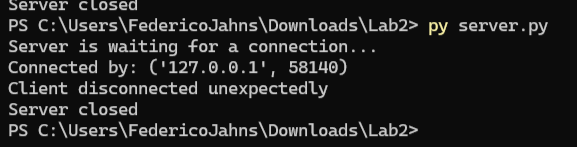 Server closed
PS C:\Users\FedericoJahns\Downloads\Lab2> py server.py
Server is waiting for a connection...
Connected by: ('127.0.0.1', 58140)
Client disconnected unexpectedly
Server closed
PS C:\Users\FedericoJahns\Downloads\Lab2>